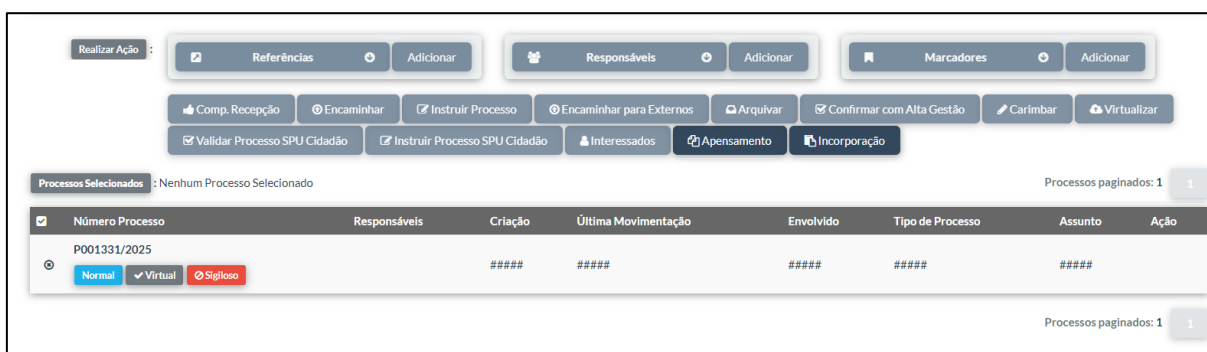 Realizar Ação : Referências Adicionar Responsáveis Adicionar Marcadores Adicionar
Comp. Recepção Encaminhar Instruir Processo Encaminhar para Externos Arquivar Confirmar com Alta Gestão Carimbar Virtualizar
Validar Processo SPU Cidadão Instruir Processo SPU Cidadão Interessados Apensamento Incorporação
Processos Selecionados : Nenhum Processo Selecionado Processos paginados: 1 1
Número Processo Responsáveis Criação Última Movimentação Envolvido Tipo de Processo Assunto Ação
P001331/2025
##### ##### ##### ##### #####
Normal Virtual Sigiloso
Processos paginados: 1 1